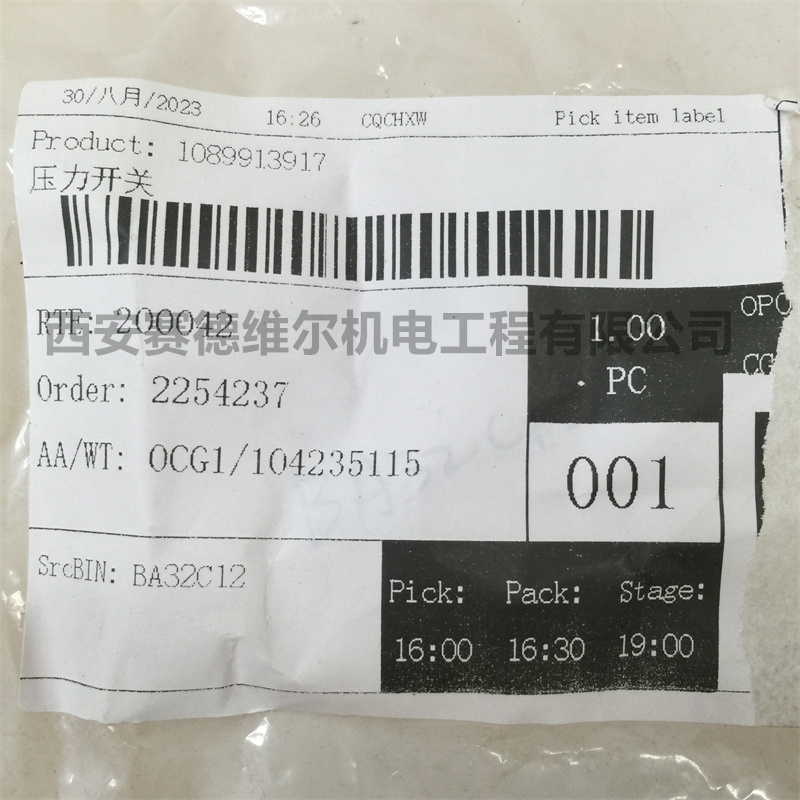 30/八月/2023 16:26 CQCHXW Pick item label
Product: 1089913917
压力开关
RTE: 200042
西安赛德维尔机电工程有限公司
1.00
PC
OPC
CG
Order: 2254237
AA/WT: OCG1/104235115
001
SrcBIN: BA32C12
Pick: Pack: Stage:
16:00 16:30 19:00